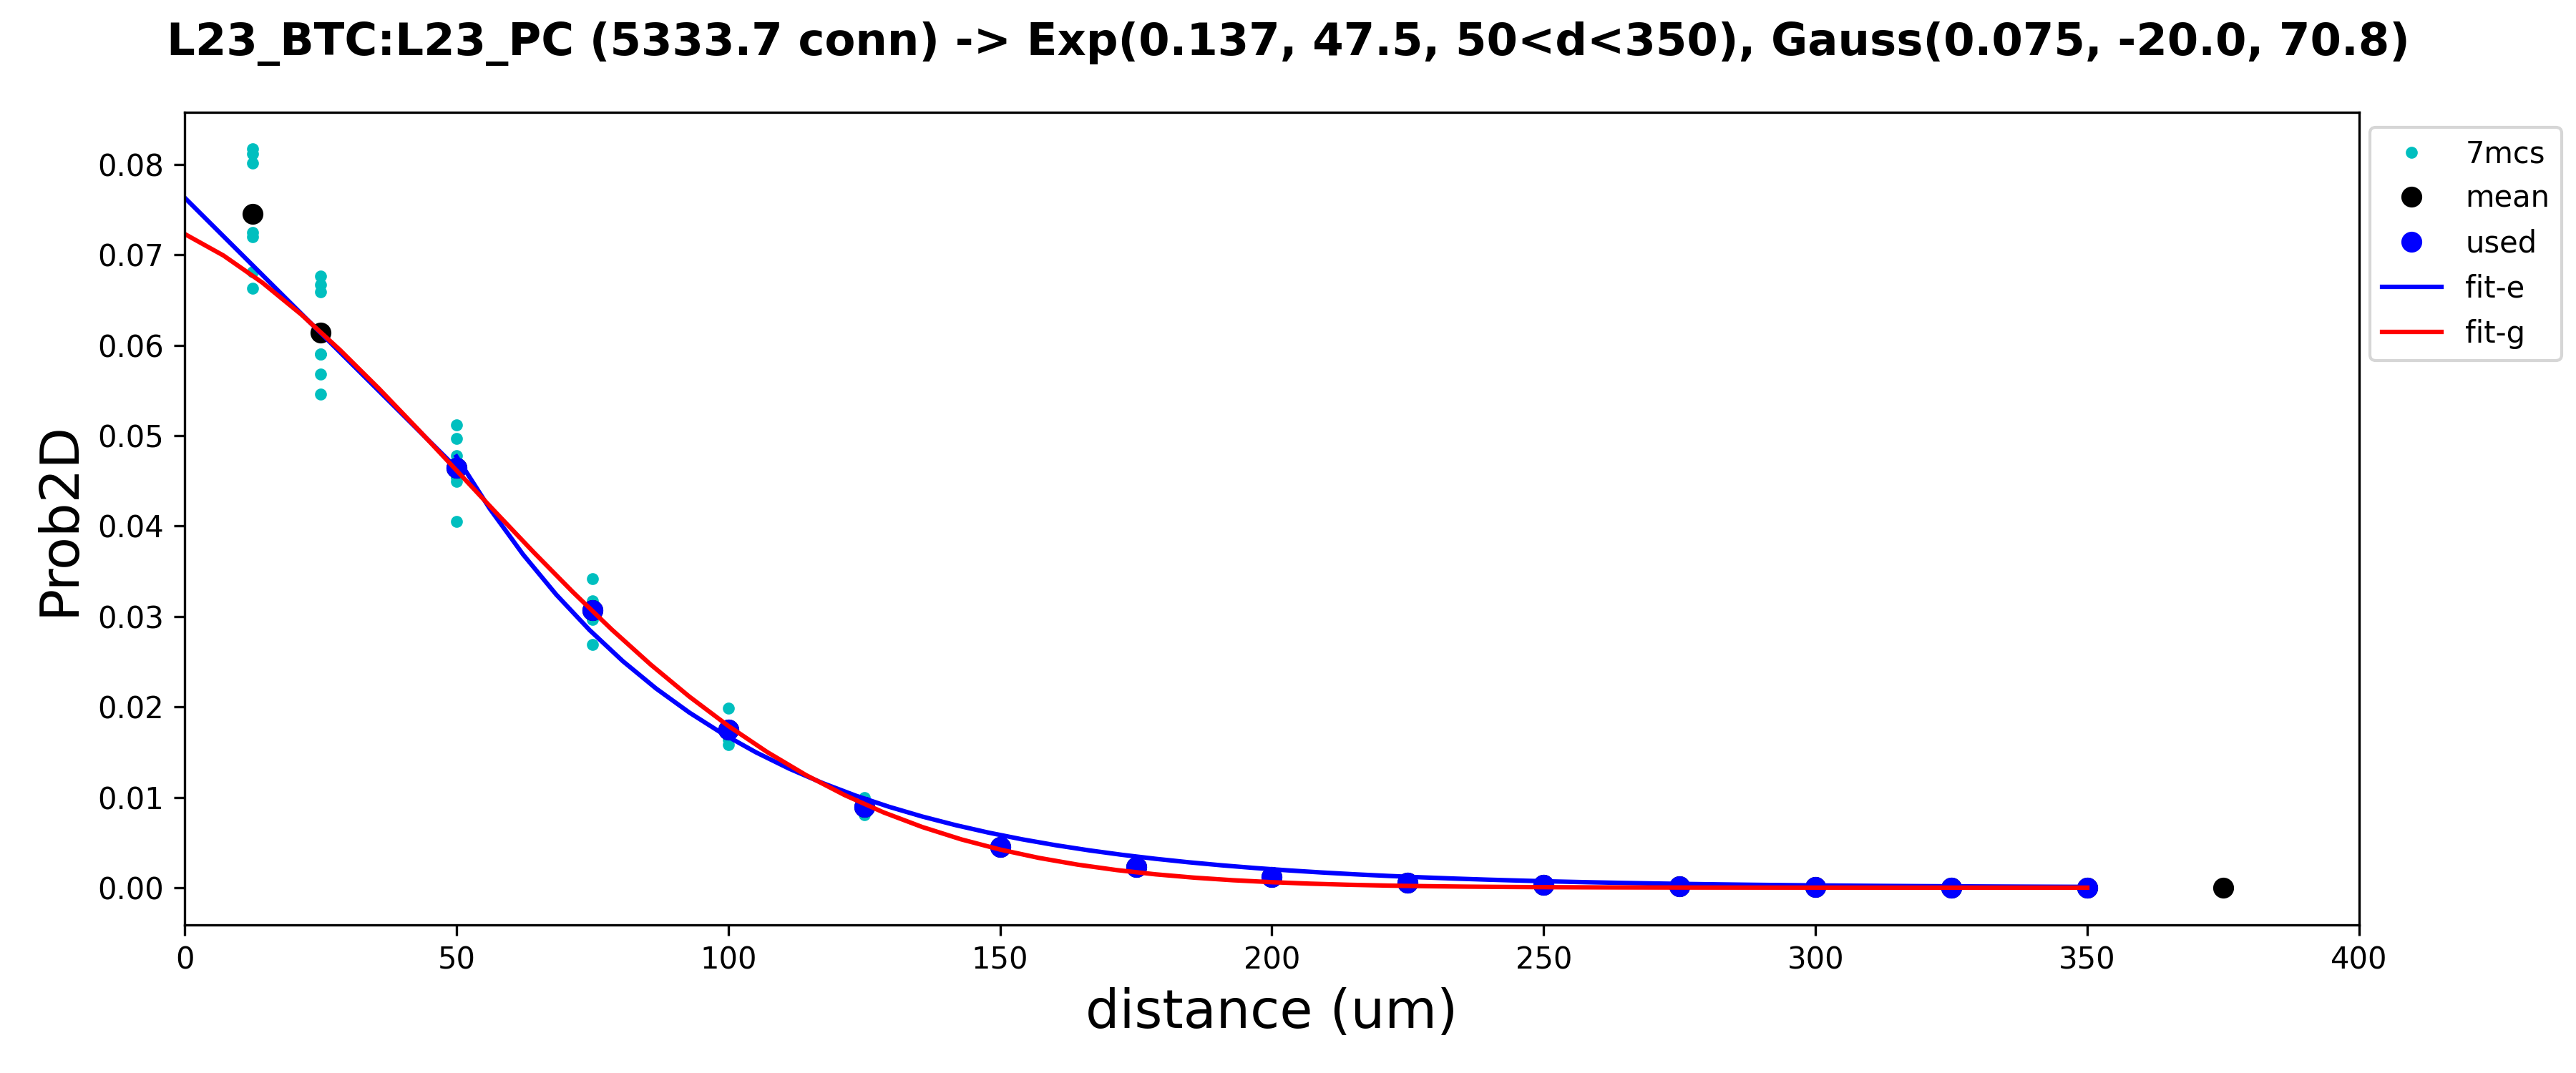 L23_BTC:L23_PC (5333.7 conn) -> Exp(0.137, 47.5, 50<d<350), Gauss(0.075, -20.0, 70.8)
7mcs
mean
used
fit-e
fit-g
Prob2D
0.08
0.07
0.06
0.05
0.04
0.03
0.02
0.01
0.00
0 50 100 150 200 250 300 350 400
distance (um)